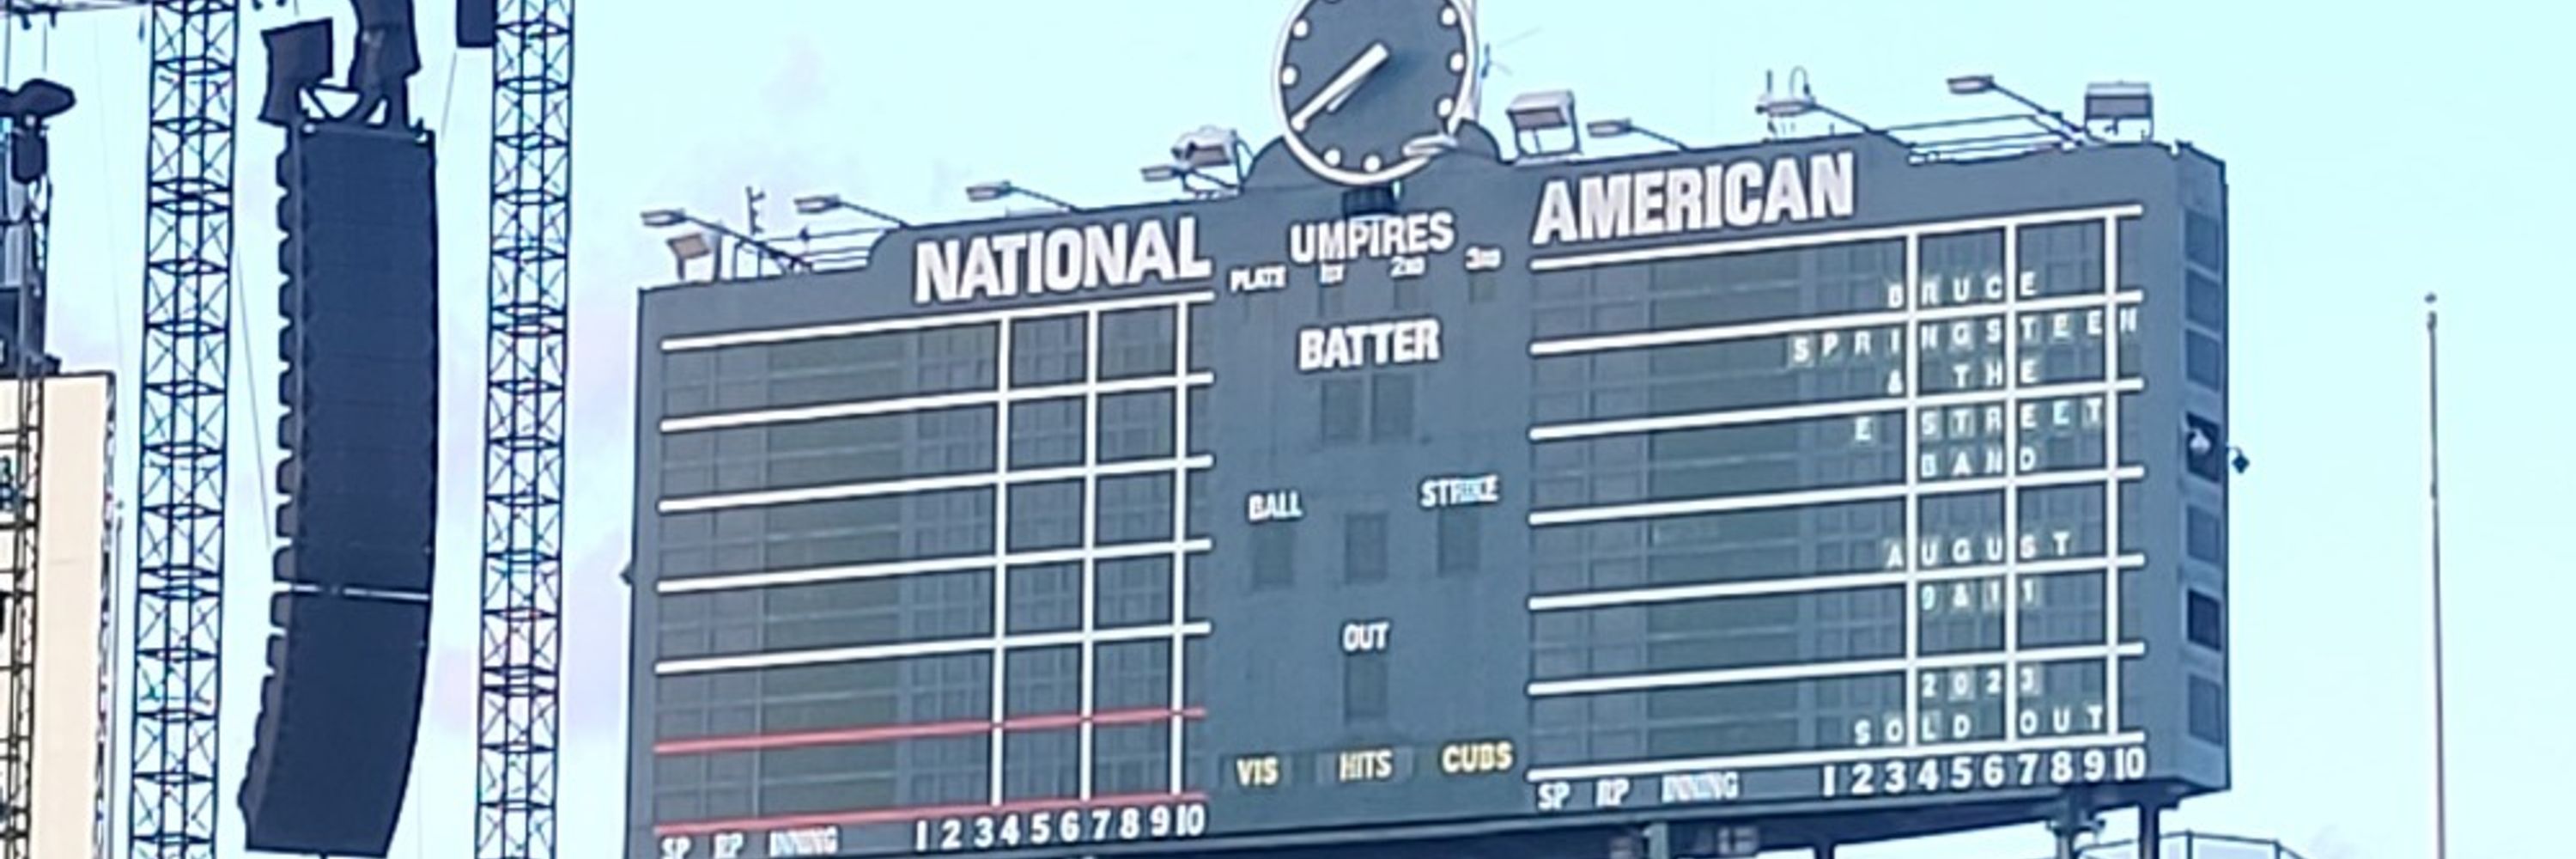 NATIONAL
UMPIRES
PLATE 1ST 2ND 3RD
BATTER
BALL STRIKE
OUT
VIS HITS CUBS
SP RP INNING 1 2 3 4 5 6 7 8 9 10
AMERICAN
BRUCE
SPRINGSTEEN
& THE
E STREET
BAND
AUGUST
9 & 11
2023
SOLD OUT
SP RP INNING 1 2 3 4 5 6 7 8 9 10